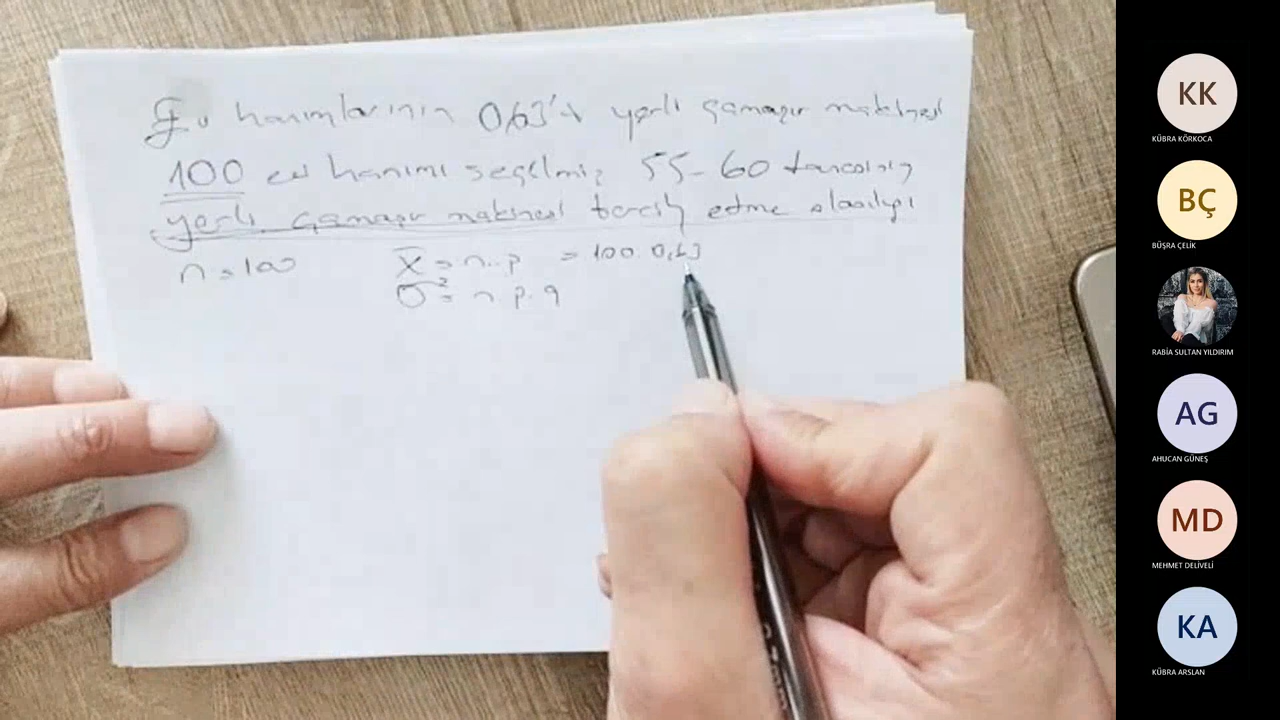 Ev hanımlarının 0,63'ü yerli çamaşır makinesi
100 ev hanımı seçilmiş 55-60 tanesinin
yerli çamaşır makinesi tercih etme olasılığı
n = 100
x̄ = n.p = 100.0,63
σ² = n.p.q
KK
KÜBRA KÖRKOCA
BÇ
BÜŞRA ÇELİK
RABİA SULTAN YILDIRIM
AG
AHUCAN GÜNEŞ
MD
MEHMET DELİVELİ
KA
KÜBRA ARSLAN